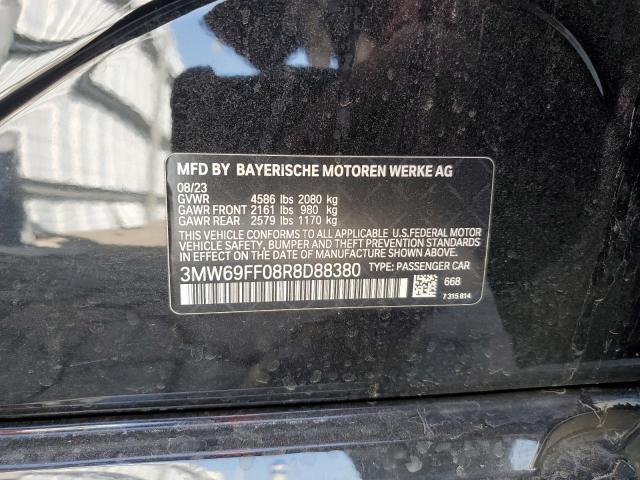 MFD BY BAYERISCHE MOTOREN WERKE AG
08/23
GVWR 4586 lbs 2080 kg
GAWR FRONT 2161 lbs 980 kg
GAWR REAR 2579 lbs 1170 kg
THIS VEHICLE CONFORMS TO ALL APPLICABLE U.S.FEDERAL MOTOR
VEHICLE SAFETY, BUMPER AND THEFT PREVENTION STANDARDS
IN EFFECT ON THE DATE OF MANUFACTURE SHOWN ABOVE.
3MW69FF08R8D88380 TYPE: PASSENGER CAR
668
7 315 814